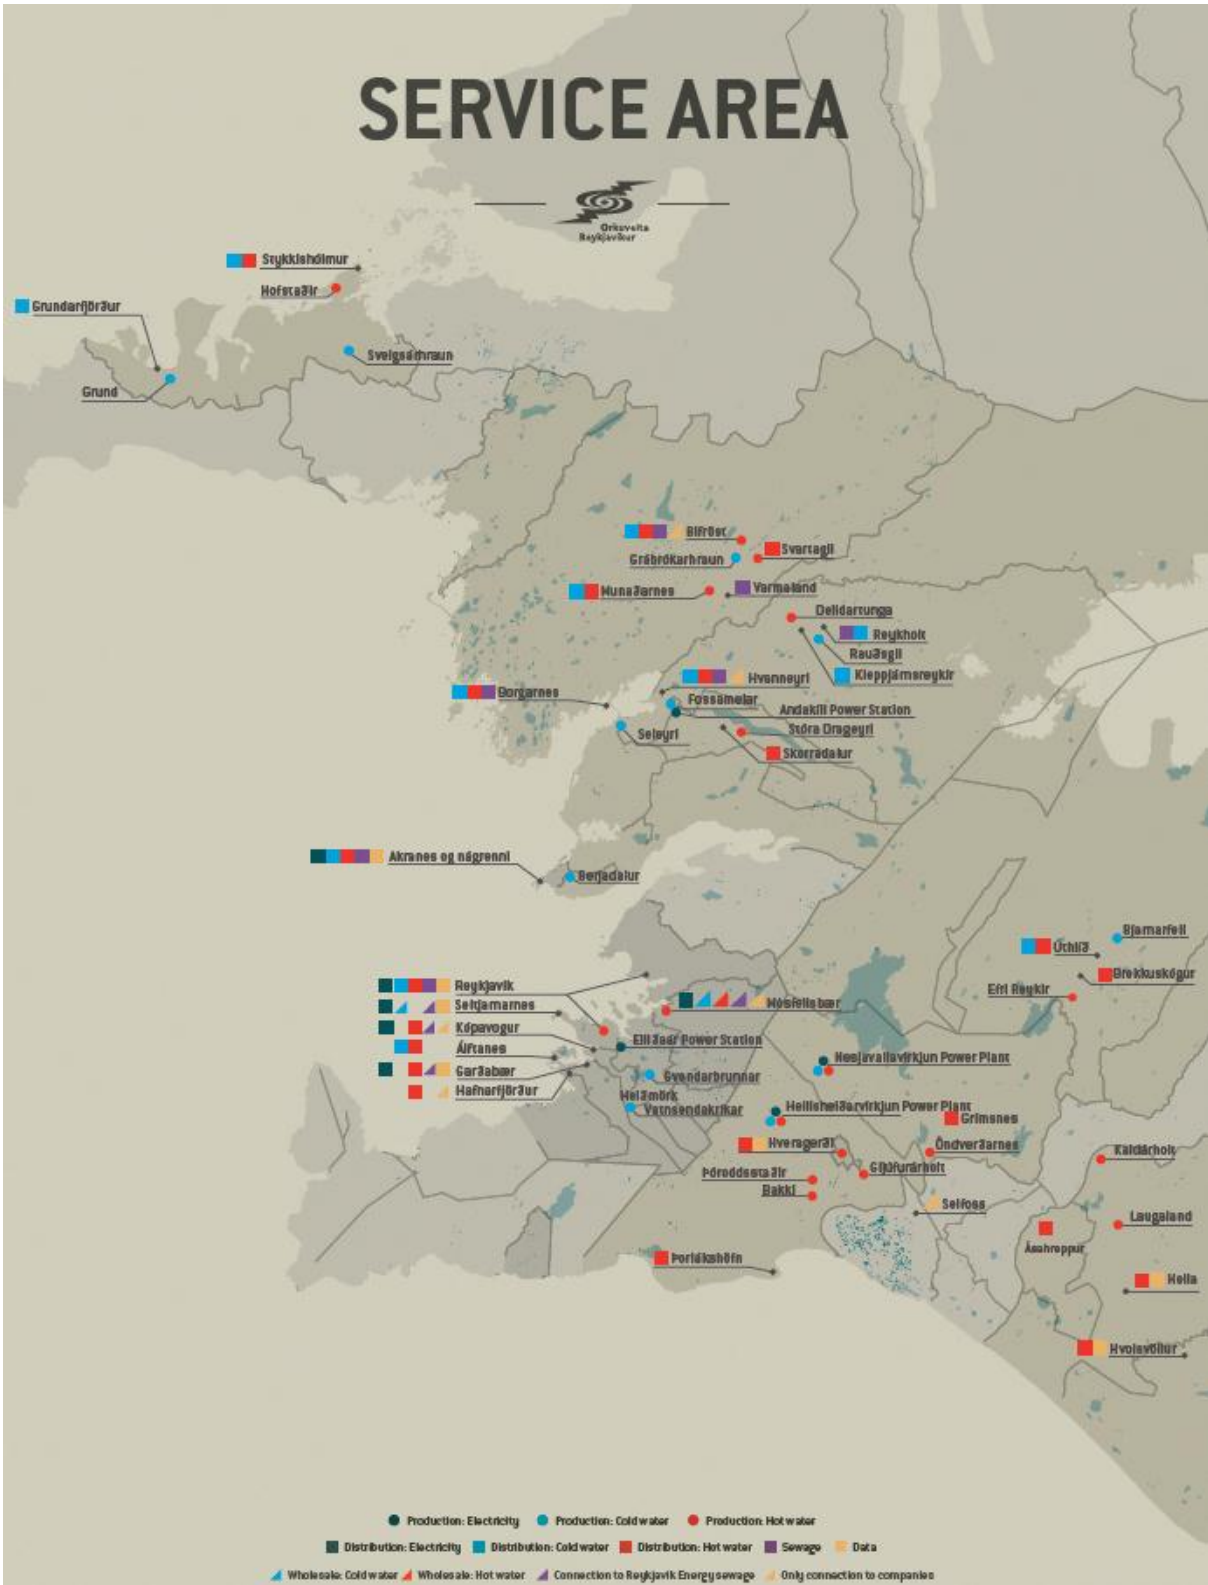 SERVICE AREA
Orkuveita
Reykjavíkur
Stykkishólmur
Hofstaðir
Grundarfjörður
Svelgsárhraun
Grund
Bifröst
Svartagil
Grábrókarhraun
Munaðarnes
Varmaland
Deildartunga
Reykholt
Rauðsgil
Kleppjárnsreykir
Hvanneyri
Borgarnes
Fossamelar
Andakíll Power Station
Seleyri
Stóra Drageyri
Skorradalur
Akranes og nágrenni
Berjadalur
Bjarnarfell
Úthlíð
Brekkuskógur
Efri Reykir
Reykjavík
Seltjarnarnes
Mosfellsbær
Kópavogur
Elliðaár Power Station
Álftanes
Nesjavallavirkjun Power Plant
Garðabær
Gvendarbrunnar
Hafnarfjörður
Heiðmörk
Vatnsendakrikar
Hellisheiðarvirkjun Power Plant
Grímsnes
Hveragerði
Öndverðarnes
Kaldárholt
Þóroddsstaðir
Gljúfurárholt
Bakki
Selfoss
Laugaland
Ásahreppur
Þorlákshöfn
Hella
Hvolsvöllur
Production: Electricity Production: Cold water Production: Hot water
Distribution: Electricity Distribution: Cold water Distribution: Hot water Sewage Data
Wholesale: Cold water Wholesale: Hot water Connection to Reykjavik Energy sewage Only connection to companies